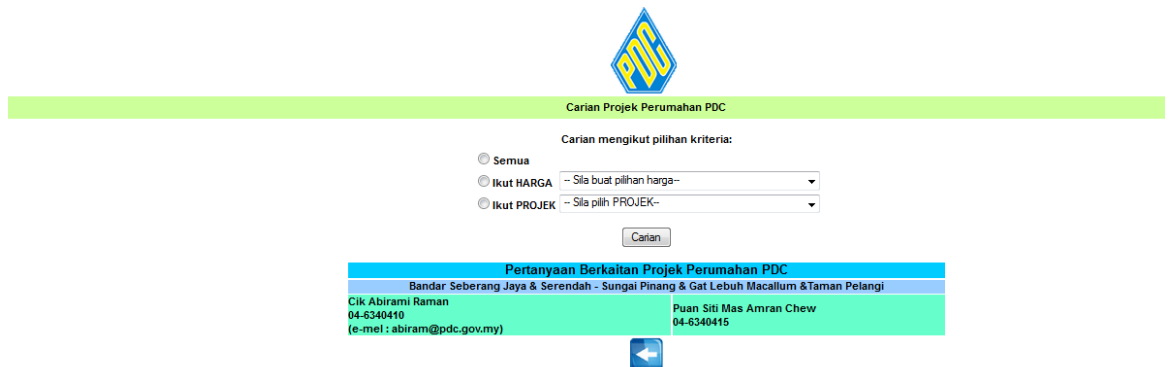 PDC
Carian Projek Perumahan PDC
Carian mengikut pilihan kriteria:
Semua
Ikut HARGA -- Sila buat pilihan harga--
Ikut PROJEK -- Sila pilih PROJEK--
Carian
Pertanyaan Berkaitan Projek Perumahan PDC
Bandar Seberang Jaya & Serendah - Sungai Pinang & Gat Lebuh Macallum &Taman Pelangi
Cik Abirami Raman
04-6340410
(e-mel : abiram@pdc.gov.my)
Puan Siti Mas Amran Chew
04-6340415